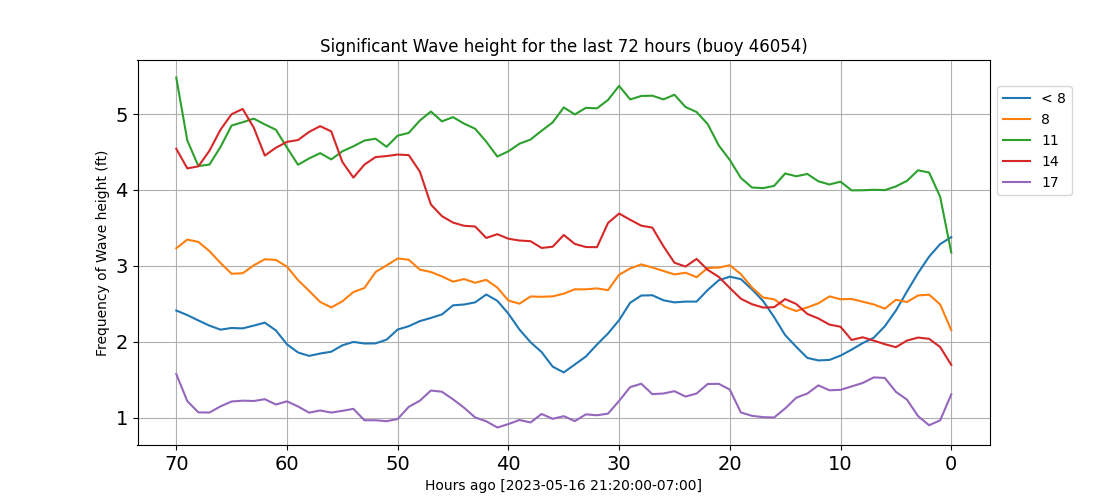 Significant Wave height for the last 72 hours (buoy 46054)
Frequency of Wave height (ft)
5
4
3
2
1
70 60 50 40 30 20 10 0
Hours ago [2023-05-16 21:20:00-07:00]
< 8
8
11
14
17